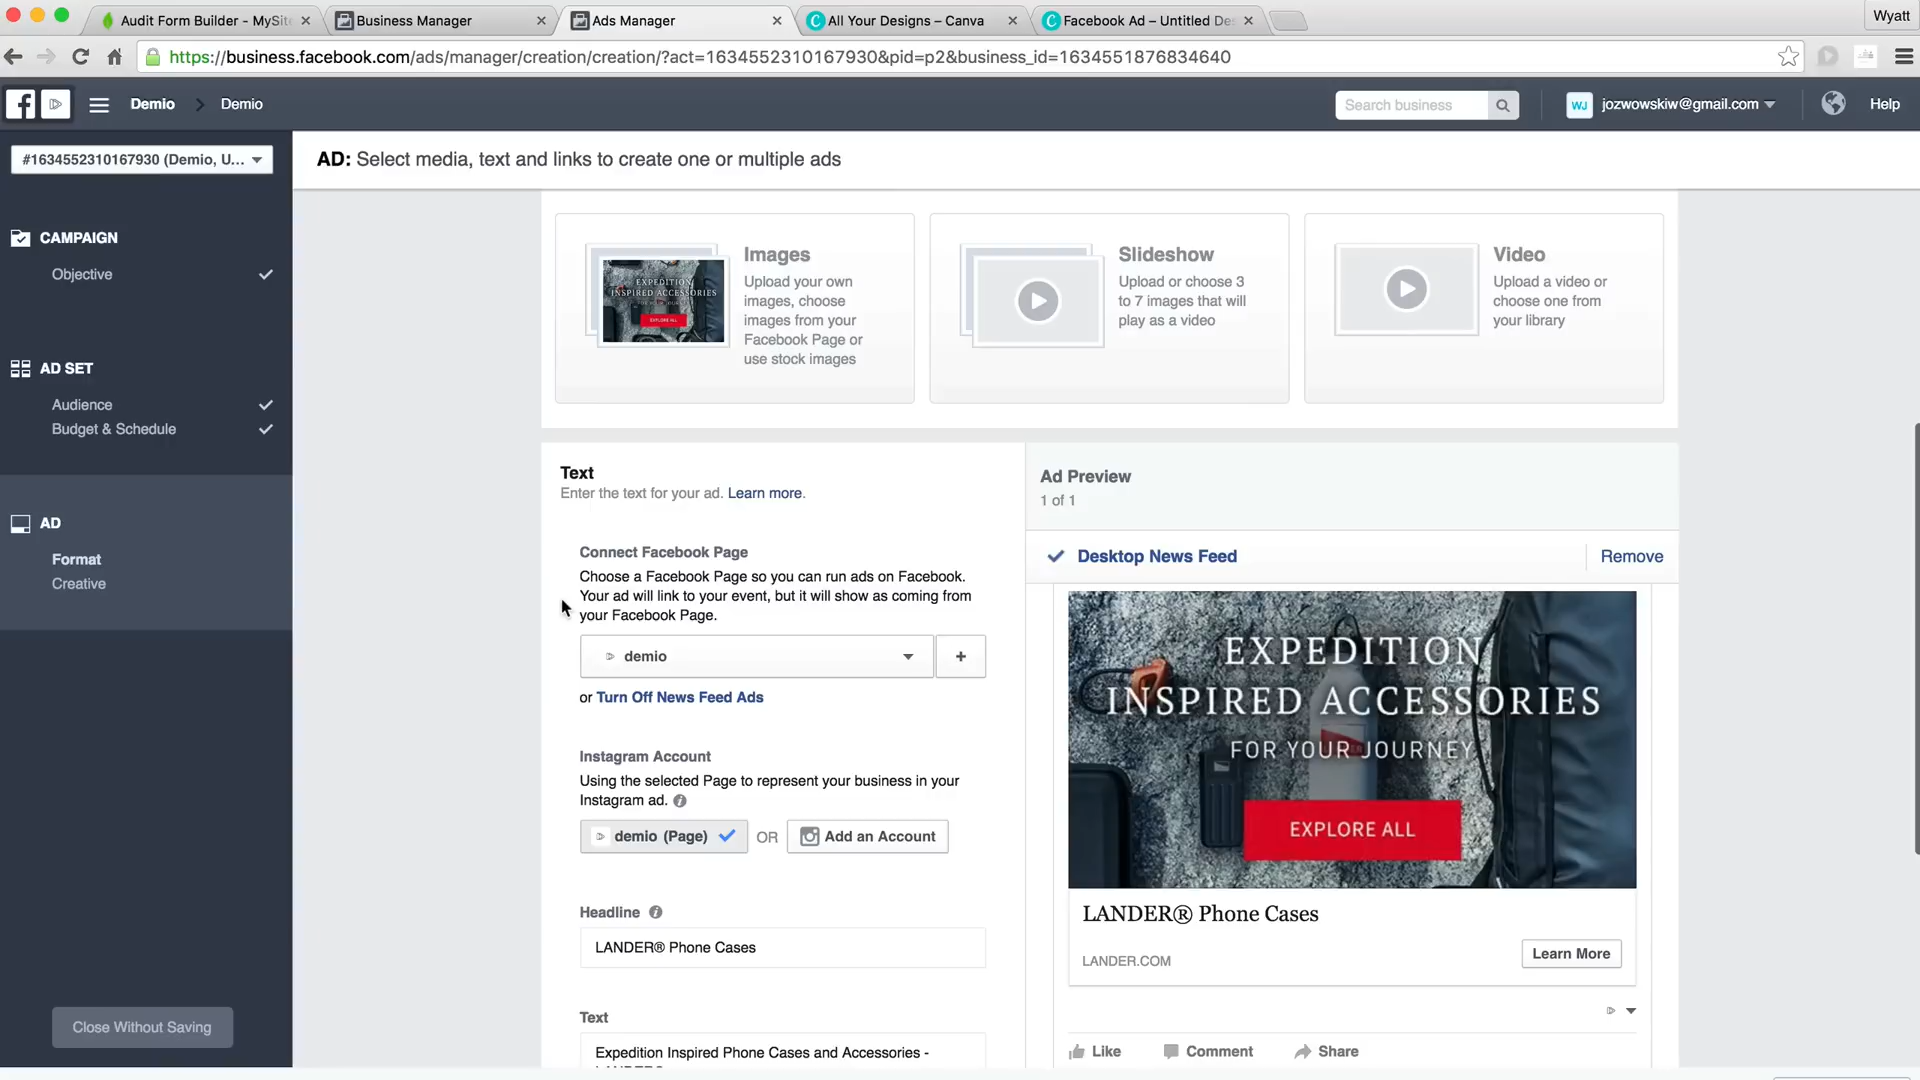 Audit Form Builder - MySite
Business Manager
Ads Manager
All Your Designs – Canva
Facebook Ad – Untitled De
Wyatt
https://business.facebook.com/ads/manager/creation/creation/?act=1634552310167930&pid=p2&business_id=1634551876834640
Demio
Demio
Search business
WJ
jozwowskiw@gmail.com
Help
#1634552310167930 (Demio, U...
AD: Select media, text and links to create one or multiple ads
CAMPAIGN
Objective
AD SET
Audience
Budget & Schedule
AD
Format
Creative
Close Without Saving
EXPEDITION
INSPIRED ACCESSORIES
EXPLORE ALL
Images
Upload your own
images, choose
images from your
Facebook Page or
use stock images
Slideshow
Upload or choose 3
to 7 images that will
play as a video
Video
Upload a video or
choose one from
your library
Text
Enter the text for your ad. Learn more.
Connect Facebook Page
Choose a Facebook Page so you can run ads on Facebook.
Your ad will link to your event, but it will show as coming from
your Facebook Page.
demio
+
or Turn Off News Feed Ads
Instagram Account
Using the selected Page to represent your business in your
Instagram ad.
demio (Page)
OR
Add an Account
Headline
LANDER® Phone Cases
Text
Expedition Inspired Phone Cases and Accessories -
Ad Preview
1 of 1
Desktop News Feed
Remove
EXPEDITION
INSPIRED ACCESSORIES
FOR YOUR JOURNEY
EXPLORE ALL
LANDER® Phone Cases
LANDER.COM
Learn More
Like
Comment
Share